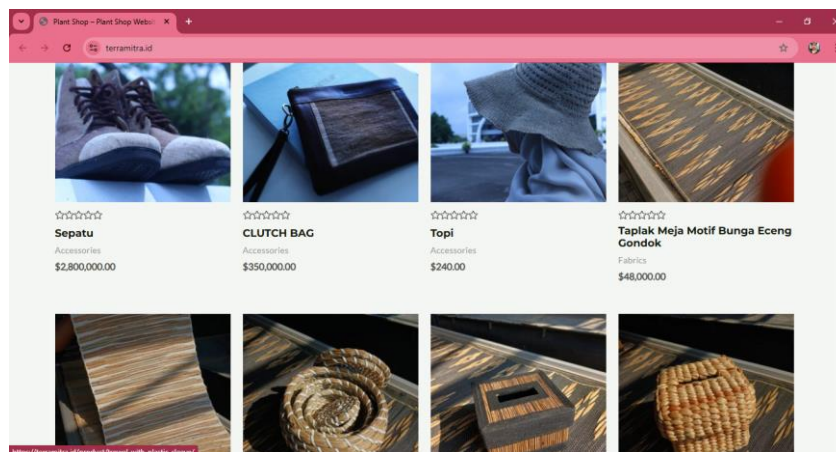 Plant Shop – Plant Shop Websi
terramitra.id
Sepatu
Accessories
$2,800,000.00
CLUTCH BAG
Accessories
$350,000.00
Topi
Accessories
$240.00
Taplak Meja Motif Bunga Eceng
Gondok
Fabrics
$48,000.00